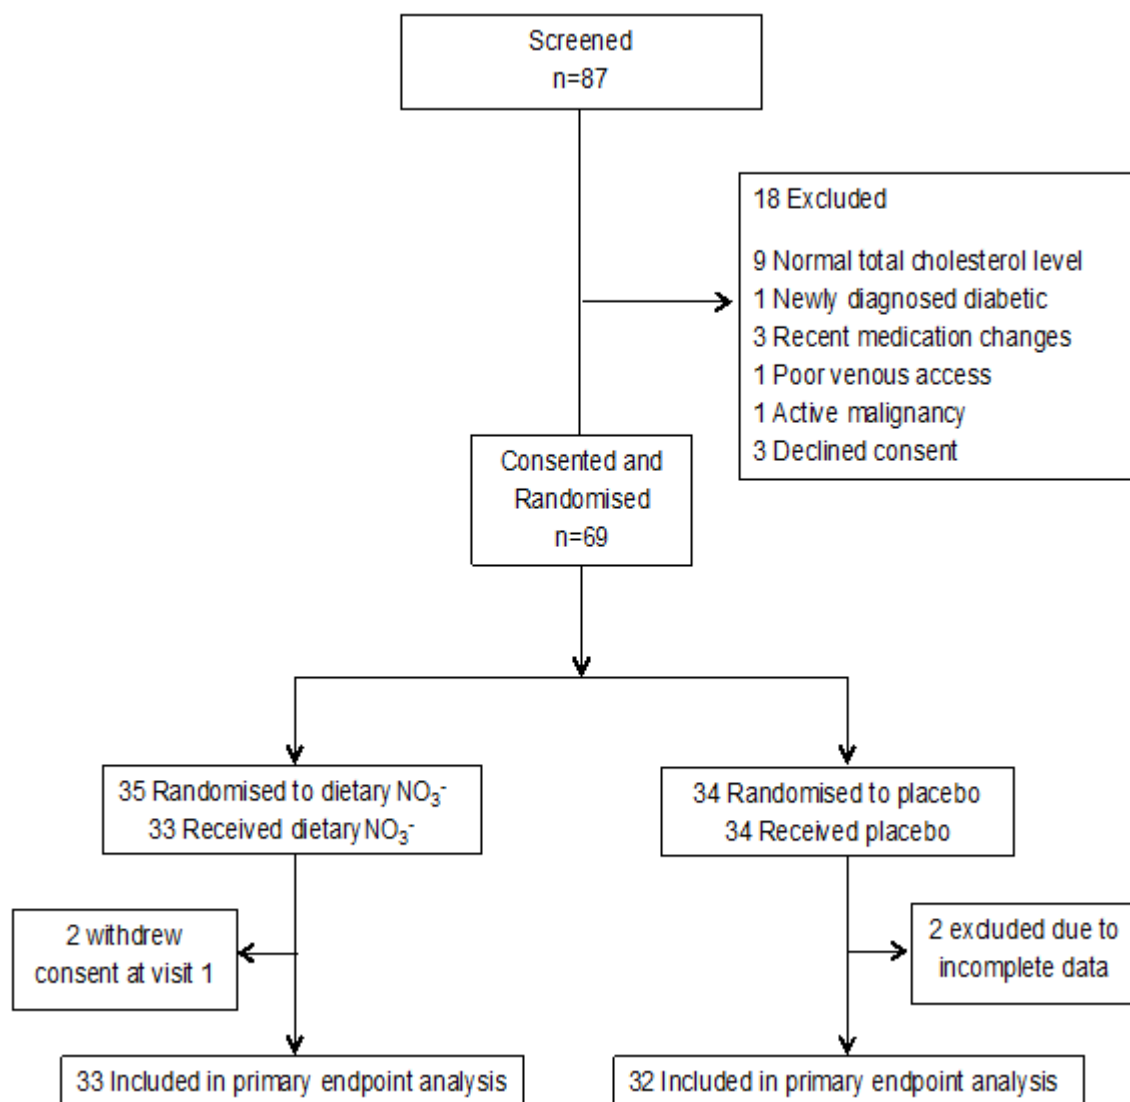 Screened
n=87
18 Excluded
9 Normal total cholesterol level
1 Newly diagnosed diabetic
3 Recent medication changes
1 Poor venous access
1 Active malignancy
3 Declined consent
Consented and
Randomised
n=69
35 Randomised to dietary NO₃⁻
33 Received dietary NO₃⁻
34 Randomised to placebo
34 Received placebo
2 withdrew
consent at visit 1
2 excluded due to
incomplete data
33 Included in primary endpoint analysis
32 Included in primary endpoint analysis